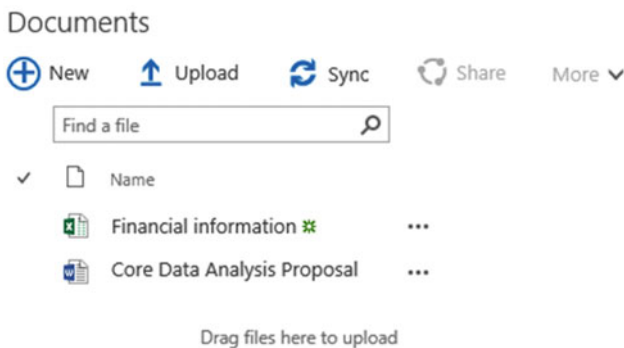 Documents
New Upload Sync Share More
Find a file
Name
Financial information
Core Data Analysis Proposal
Drag files here to upload